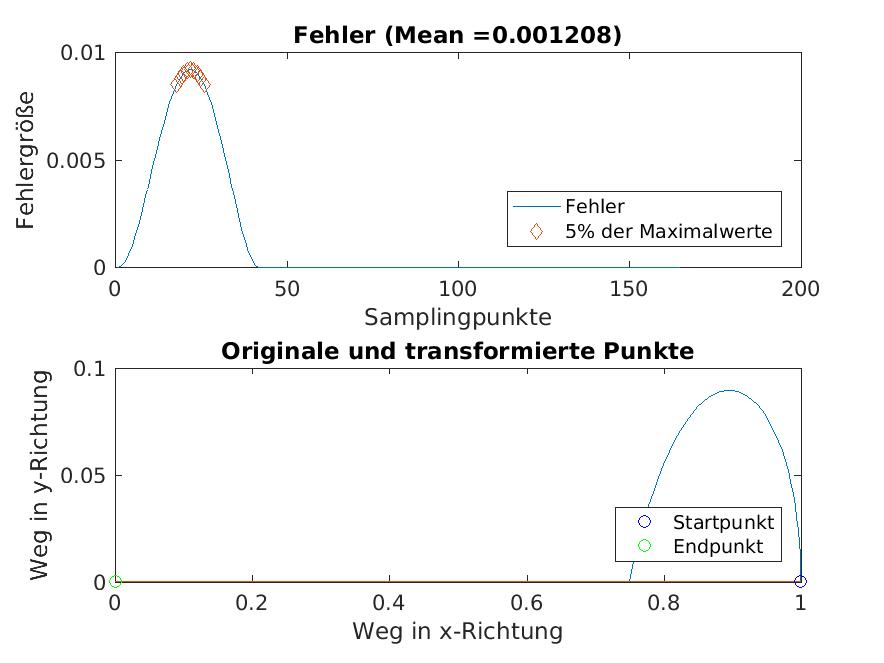 Fehler (Mean =0.001208)
0.01
0.005
0
Fehlergröße
Fehler
5% der Maximalwerte
0 50 100 150 200
Samplingpunkte
Originale und transformierte Punkte
0.1
0.05
0
Weg in y-Richtung
Startpunkt
Endpunkt
0 0.2 0.4 0.6 0.8 1
Weg in x-Richtung